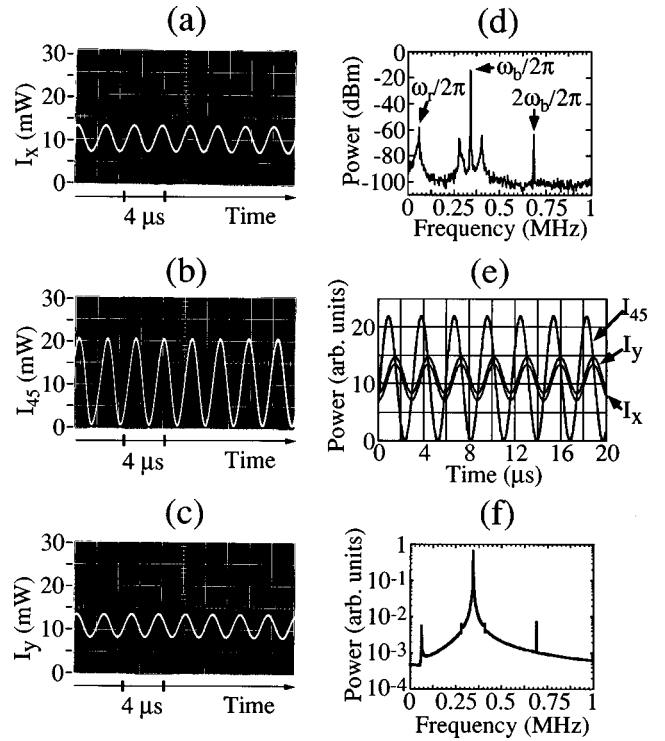 (a)
30
20
10
0
I_x (mW)
4 μs
Time
(b)
30
20
10
0
I_45 (mW)
4 μs
Time
(c)
30
20
10
0
I_y (mW)
4 μs
Time
(d)
0
-20
-60
-80
-100
Power (dBm)
ω_r/2π
ω_b/2π
2ω_b/2π
0 0.25 0.5 0.75 1
Frequency (MHz)
(e)
20
10
0
Power (arb. units)
I_45
I_y
I_x
0 4 8 12 16 20
Time (μs)
(f)
1
10^-1
10^-2
10^-3
10^-4
Power (arb. units)
0 0.25 0.5 0.75 1
Frequency (MHz)